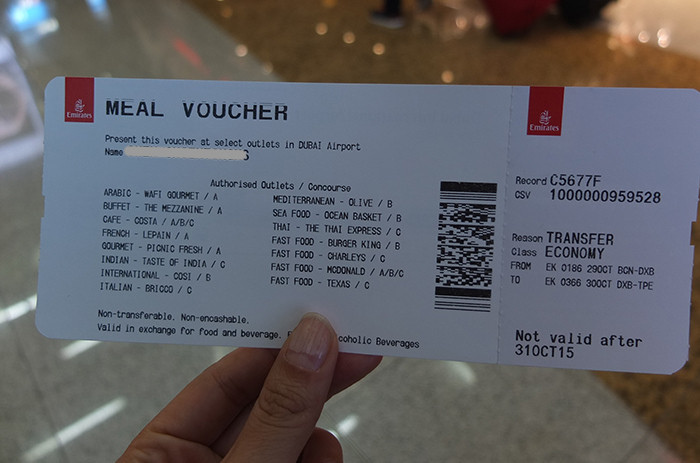 Emirates
MEAL VOUCHER
Present this voucher at select outlets in DUBAI Airport
Name
Authorised Outlets / Concourse
ARABIC - WAFI GOURMET / A
BUFFET - THE MEZZANINE / A
CAFE - COSTA / A/B/C
FRENCH - LEPAIN / A
GOURMET - PICNIC FRESH / A
INDIAN - TASTE OF INDIA / C
INTERNATIONAL - COSI / B
ITALIAN - BRICCO / C
MEDITERRANEAN - OLIVE / B
SEA FOOD - OCEAN BASKET / B
THAI - THE THAI EXPRESS / C
FAST FOOD - BURGER KING / B
FAST FOOD - CHARLEYS / C
FAST FOOD - MCDONALD / A/B/C
FAST FOOD - TEXAS / C
Non-transferable. Non-encashable.
Valid in exchange for food and beverage. Beverages
Emirates
Record C5677F
CSV 1000000959528
Reason TRANSFER
Class ECONOMY
FROM EK 0186 29OCT BCN-DXB
TO EK 0366 30OCT DXB-TPE
Not valid after
31OCT15